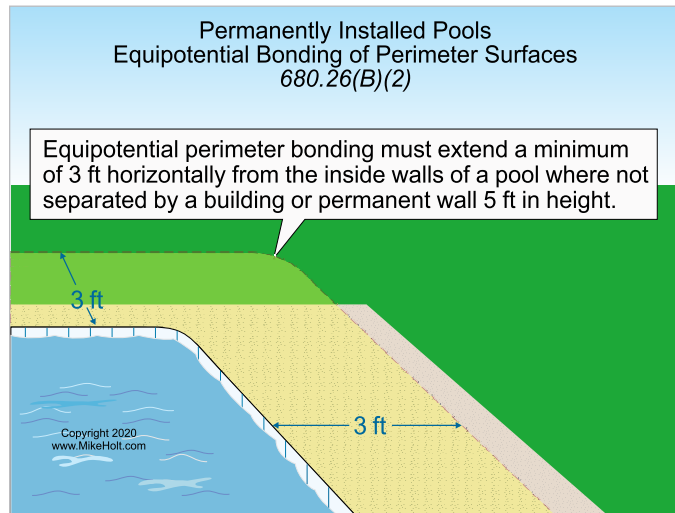 Permanently Installed Pools
Equipotential Bonding of Perimeter Surfaces
680.26(B)(2)
Equipotential perimeter bonding must extend a minimum
of 3 ft horizontally from the inside walls of a pool where not
separated by a building or permanent wall 5 ft in height.
3 ft
3 ft
Copyright 2020
www.MikeHolt.com